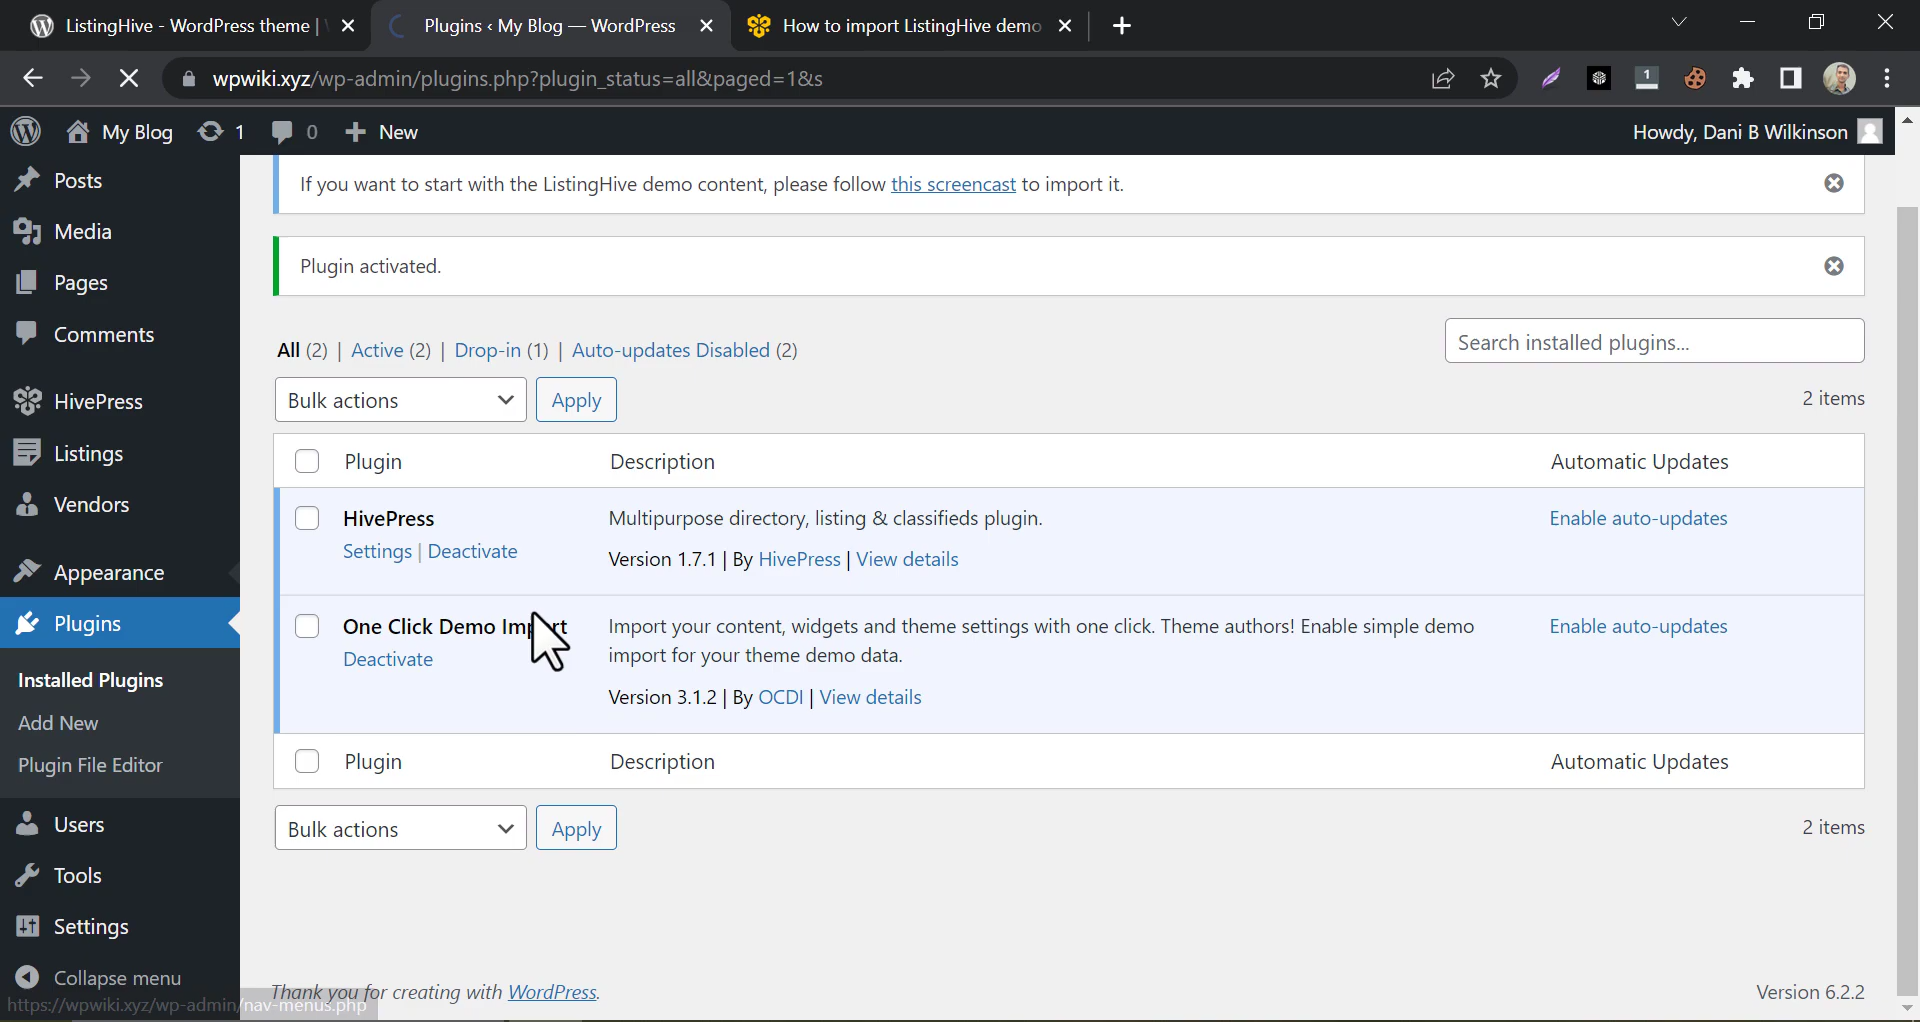 ListingHive - WordPress theme |
Plugins ‹ My Blog — WordPress
How to import ListingHive demo
wpwiki.xyz/wp-admin/plugins.php?plugin_status=all&paged=1&s
1
My Blog
1
0
New
Howdy, Dani B Wilkinson
Posts
Media
Pages
Comments
HivePress
Listings
Vendors
Appearance
Plugins
Installed Plugins
Add New
Plugin File Editor
Users
Tools
Settings
Collapse menu
https://wpwiki.xyz/wp-admin/nav-menus.php
If you want to start with the ListingHive demo content, please follow this screencast to import it.
Plugin activated.
All (2) | Active (2) | Drop-in (1) | Auto-updates Disabled (2)
Search installed plugins...
Bulk actions
Apply
2 items
Plugin Description Automatic Updates
HivePress
Settings | Deactivate
Multipurpose directory, listing & classifieds plugin.
Version 1.7.1 | By HivePress | View details
Enable auto-updates
One Click Demo Import
Deactivate
Import your content, widgets and theme settings with one click. Theme authors! Enable simple demo
import for your theme demo data.
Version 3.1.2 | By OCDI | View details
Enable auto-updates
Plugin Description Automatic Updates
Bulk actions
Apply
2 items
Thank you for creating with WordPress.
Version 6.2.2